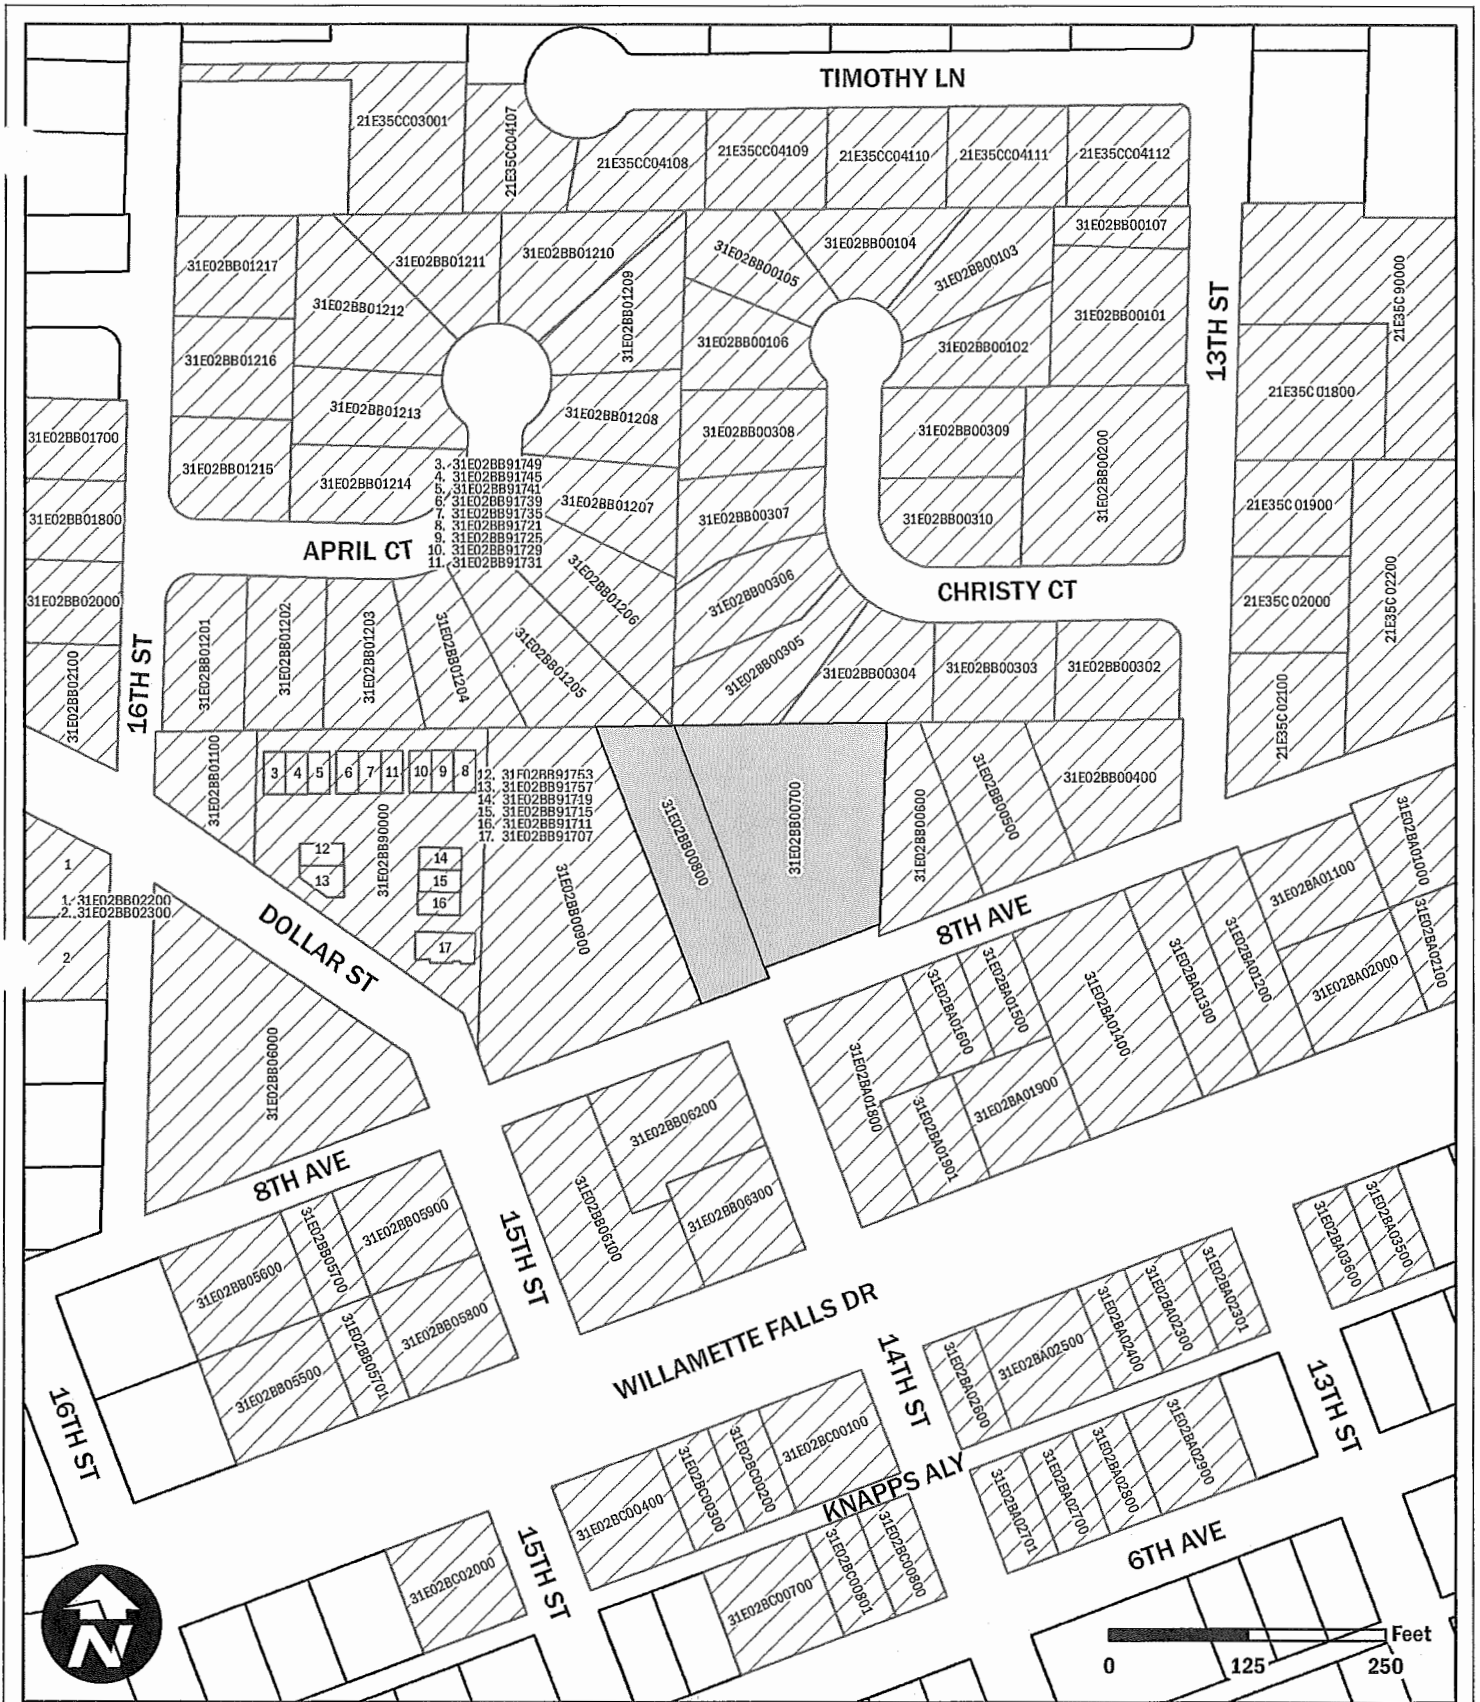 TIMOTHY LN
21E35CC03001
21E35CC04107
21E35CC04108
21E35CC04109
21E35CC04110
21E35CC04111
21E35CC04112
31E02BB01217
31E02BB01211
31E02BB01210
31E02BB01212
31E02BB01209
31E02BB00105
31E02BB00104
31E02BB00103
31E02BB00107
31E02BB00101
13TH ST
21E35C 90000
31E02BB01216
31E02BB00106
31E02BB00102
31E02BB01213
31E02BB01208
21E35C 01800
31E02BB01700
31E02BB01215
31E02BB01214
31E02BB00308
31E02BB00309
31E02BB00200
3. 31E02BB91749
4. 31E02BB91745
5. 31E02BB91741
6. 31E02BB91739
7. 31E02BB91735
8. 31E02BB91721
9. 31E02BB91725
10. 31E02BB91729
11. 31E02BB91731
31E02BB01207
31E02BB00307
31E02BB00310
21E35C 01900
31E02BB01800
APRIL CT
31E02BB01206
31E02BB00306
CHRISTY CT
21E35C 02000
21E35C 02200
31E02BB02000
16TH ST
31E02BB01201
31E02BB01202
31E02BB01203
31E02BB01204
31E02BB01205
31E02BB00305
31E02BB00304
31E02BB00303
31E02BB00302
31E02BB02100
21E35C 02100
31E02BB01100
3
4
5
6
7
11
10
9
8
12. 31E02BB91753
13. 31E02BB91757
14. 31E02BB91719
15. 31E02BB91715
16. 31E02BB91711
17. 31E02BB91707
31E02BB90000
12
13
14
15
16
17
31E02BB00900
31E02BB00800
31E02BB00700
31E02BB00600
31E02BB00500
31E02BB00400
1
1. 31E02BB02200
2. 31E02BB02300
2
DOLLAR ST
8TH AVE
31E02BA01100
31E02BA01000
31E02BA01600
31E02BA01500
31E02BA01400
31E02BA01300
31E02BA01200
31E02BA02000
31E02BA02100
31E02BB06000
31E02BA01800
31E02BA01901
31E02BA01900
31E02BB06200
31E02BB06100
31E02BB06300
8TH AVE
31E02BB05600
31E02BB05700
31E02BB05900
15TH ST
31E02BB05500
31E02BB05701
31E02BB05800
WILLAMETTE FALLS DR
31E02BA03600
31E02BA03500
16TH ST
14TH ST
31E02BA02600
31E02BA02500
31E02BA02400
31E02BA02300
31E02BA02301
13TH ST
31E02BC00400
31E02BC00300
31E02BC00200
31E02BC00100
KNAPPS ALY
31E02BA02701
31E02BA02700
31E02BA02800
31E02BA02900
6TH AVE
31E02BC02000
15TH ST
31E02BC00700
31E02BC00801
31E02BC00800
N
Feet
0 125 250